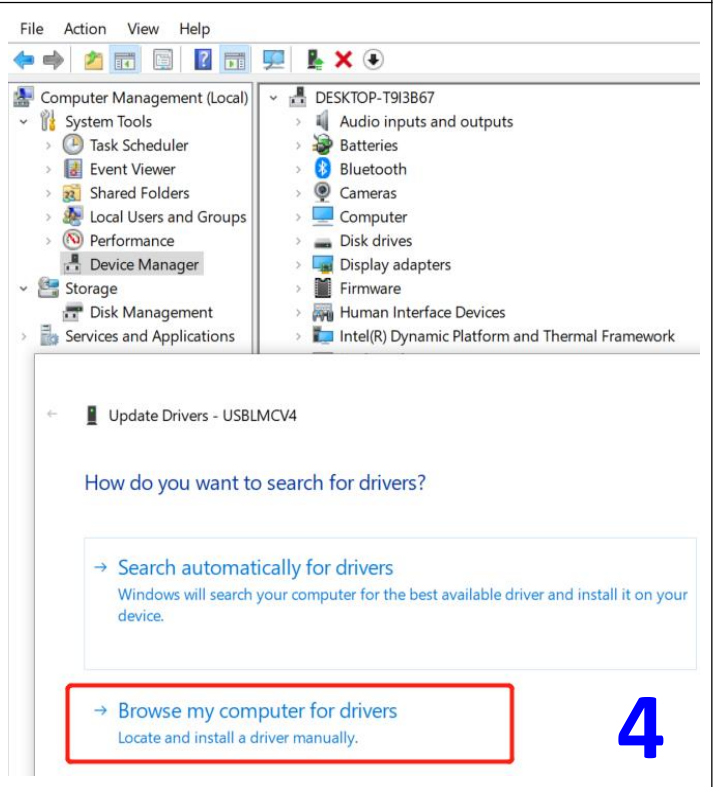 File Action View Help
Computer Management (Local)
System Tools
Task Scheduler
Event Viewer
Shared Folders
Local Users and Groups
Performance
Device Manager
Storage
Disk Management
Services and Applications
DESKTOP-T9I3B67
Audio inputs and outputs
Batteries
Bluetooth
Cameras
Computer
Disk drives
Display adapters
Firmware
Human Interface Devices
Intel(R) Dynamic Platform and Thermal Framework
Update Drivers - USBLMCV4
How do you want to search for drivers?
Search automatically for drivers
Windows will search your computer for the best available driver and install it on your
device.
Browse my computer for drivers
Locate and install a driver manually.
4